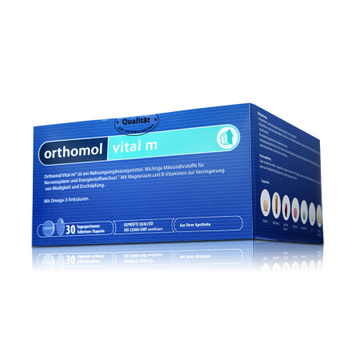 Qualität
orthomol vital m
Orthomol Vital m® ist ein Nahrungsergänzungsmittel. Wichtige Mikronährstoffe für
Nervensystem und Energiestoffwechsel.* Mit Magnesium und B-Vitaminen zur Verringerung
von Müdigkeit und Erschöpfung.
Mit Omega-3-Fettsäuren.
30 Tagesportionen
Tabletten/Kapseln
GEPRÜFTE QUALITÄT
ISO 22000/GMP zertifiziert
Aus Ihrer Apotheke